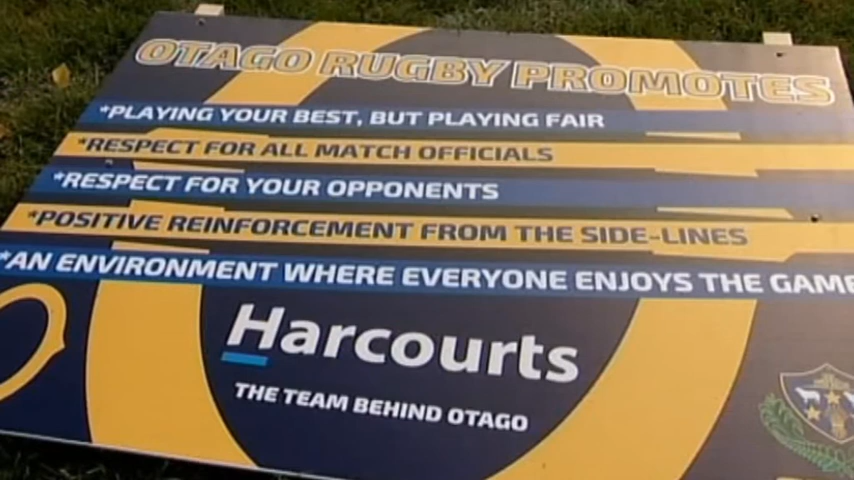 OTAGO RUGBY PROMOTES
*PLAYING YOUR BEST, BUT PLAYING FAIR
*RESPECT FOR ALL MATCH OFFICIALS
*RESPECT FOR YOUR OPPONENTS
*POSITIVE REINFORCEMENT FROM THE SIDE-LINES
*AN ENVIRONMENT WHERE EVERYONE ENJOYS THE GAME
Harcourts
THE TEAM BEHIND OTAGO